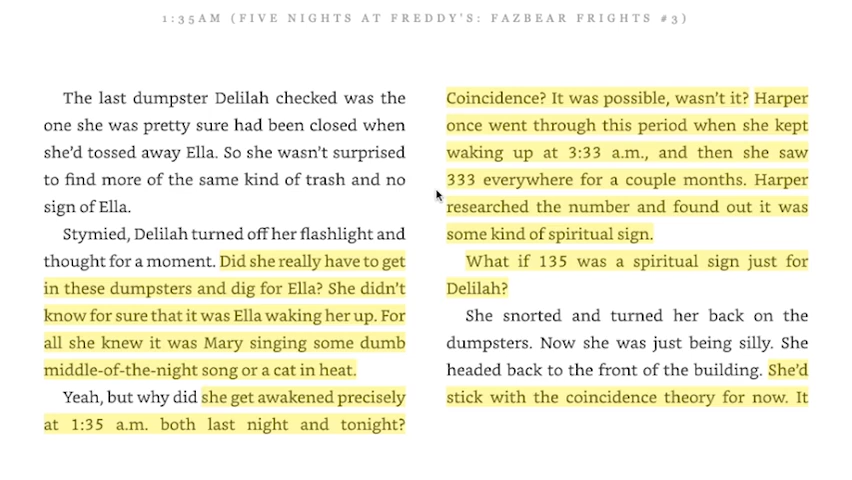 1:35AM (FIVE NIGHTS AT FREDDY'S: FAZBEAR FRIGHTS #3)
The last dumpster Delilah checked was the
one she was pretty sure had been closed when
she'd tossed away Ella. So she wasn't surprised
to find more of the same kind of trash and no
sign of Ella.
Stymied, Delilah turned off her flashlight and
thought for a moment. Did she really have to get
in these dumpsters and dig for Ella? She didn't
know for sure that it was Ella waking her up. For
all she knew it was Mary singing some dumb
middle-of-the-night song or a cat in heat.
Yeah, but why did she get awakened precisely
at 1:35 a.m. both last night and tonight?
Coincidence? It was possible, wasn't it? Harper
once went through this period when she kept
waking up at 3:33 a.m., and then she saw
333 everywhere for a couple months. Harper
researched the number and found out it was
some kind of spiritual sign.
What if 135 was a spiritual sign just for
Delilah?
She snorted and turned her back on the
dumpsters. Now she was just being silly. She
headed back to the front of the building. She'd
stick with the coincidence theory for now. It